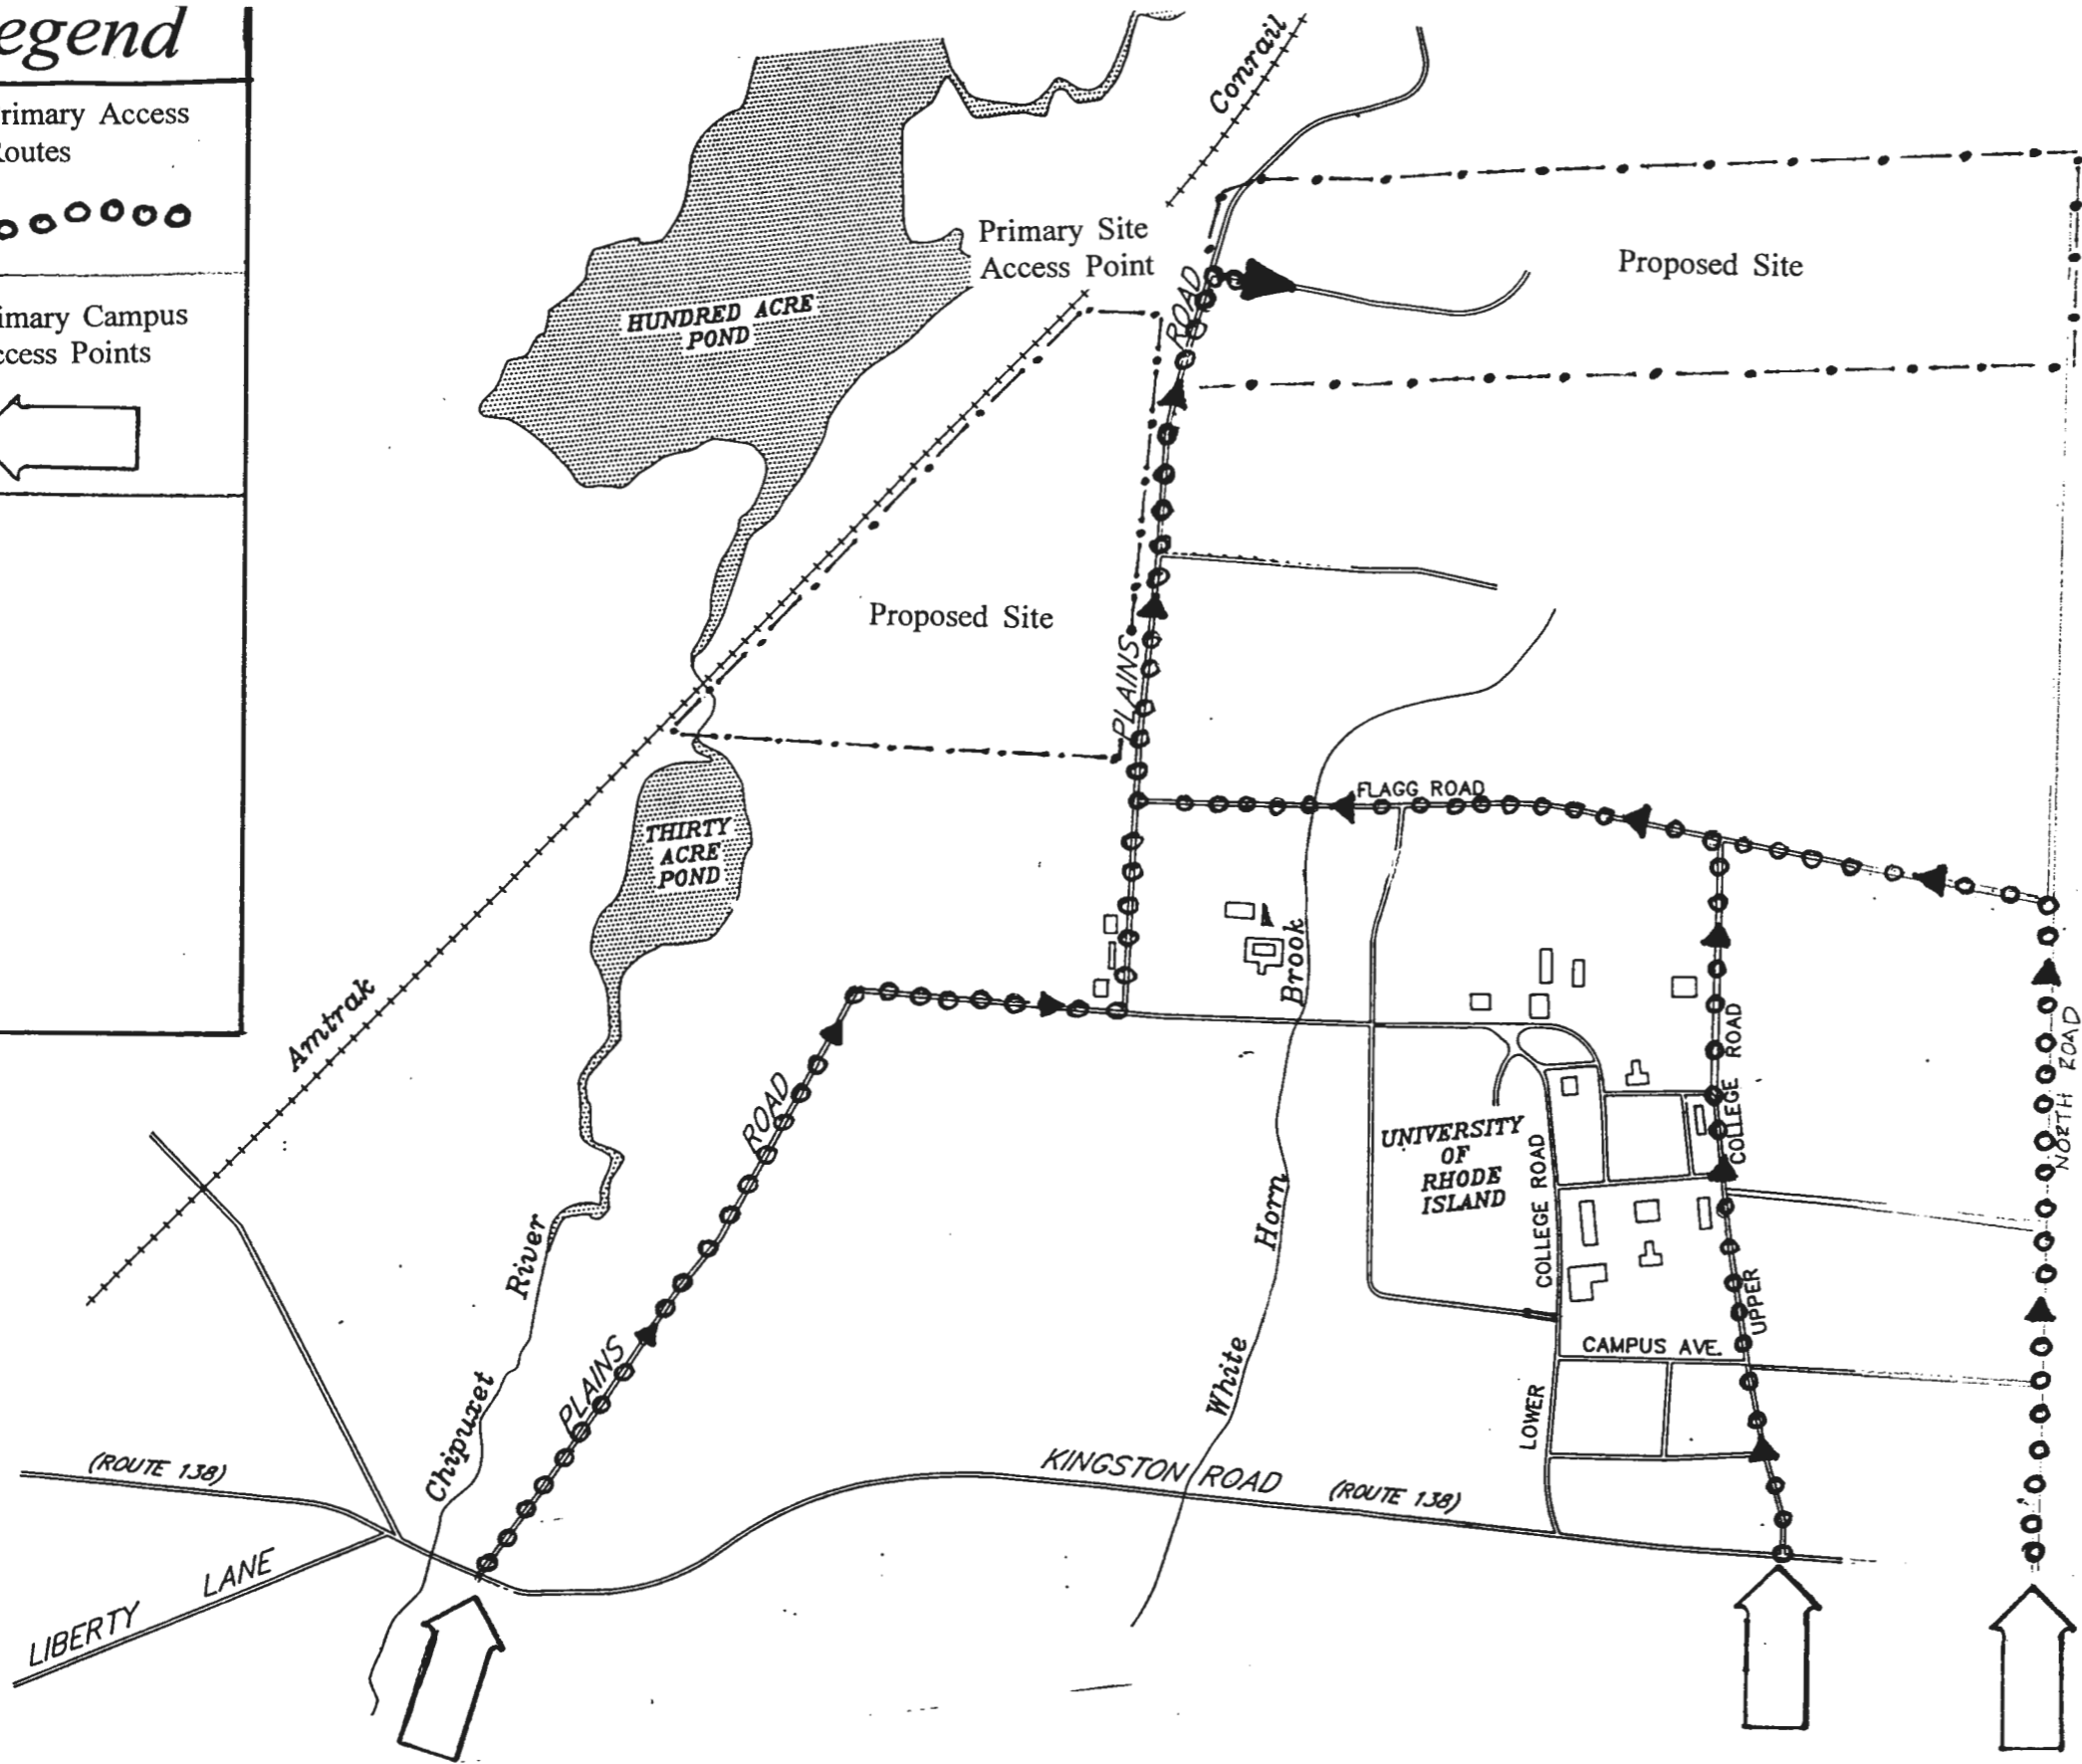 egend
rimary Access
outes
imary Campus
ccess Points
Conrail
Primary Site
Access Point
Proposed Site
HUNDRED ACRE
POND
ROAD
Proposed Site
PLAINS
FLAGG ROAD
THIRTY
ACRE
POND
Brook
Amtrak
ROAD
UNIVERSITY
OF
RHODE
ISLAND
COLLEGE ROAD
COLLEGE ROAD
NORTH ROAD
River
Horn
UPPER
PLAINS
White
CAMPUS AVE.
LOWER
Chipuxet
(ROUTE 138)
KINGSTON ROAD
(ROUTE 138)
LIBERTY LANE